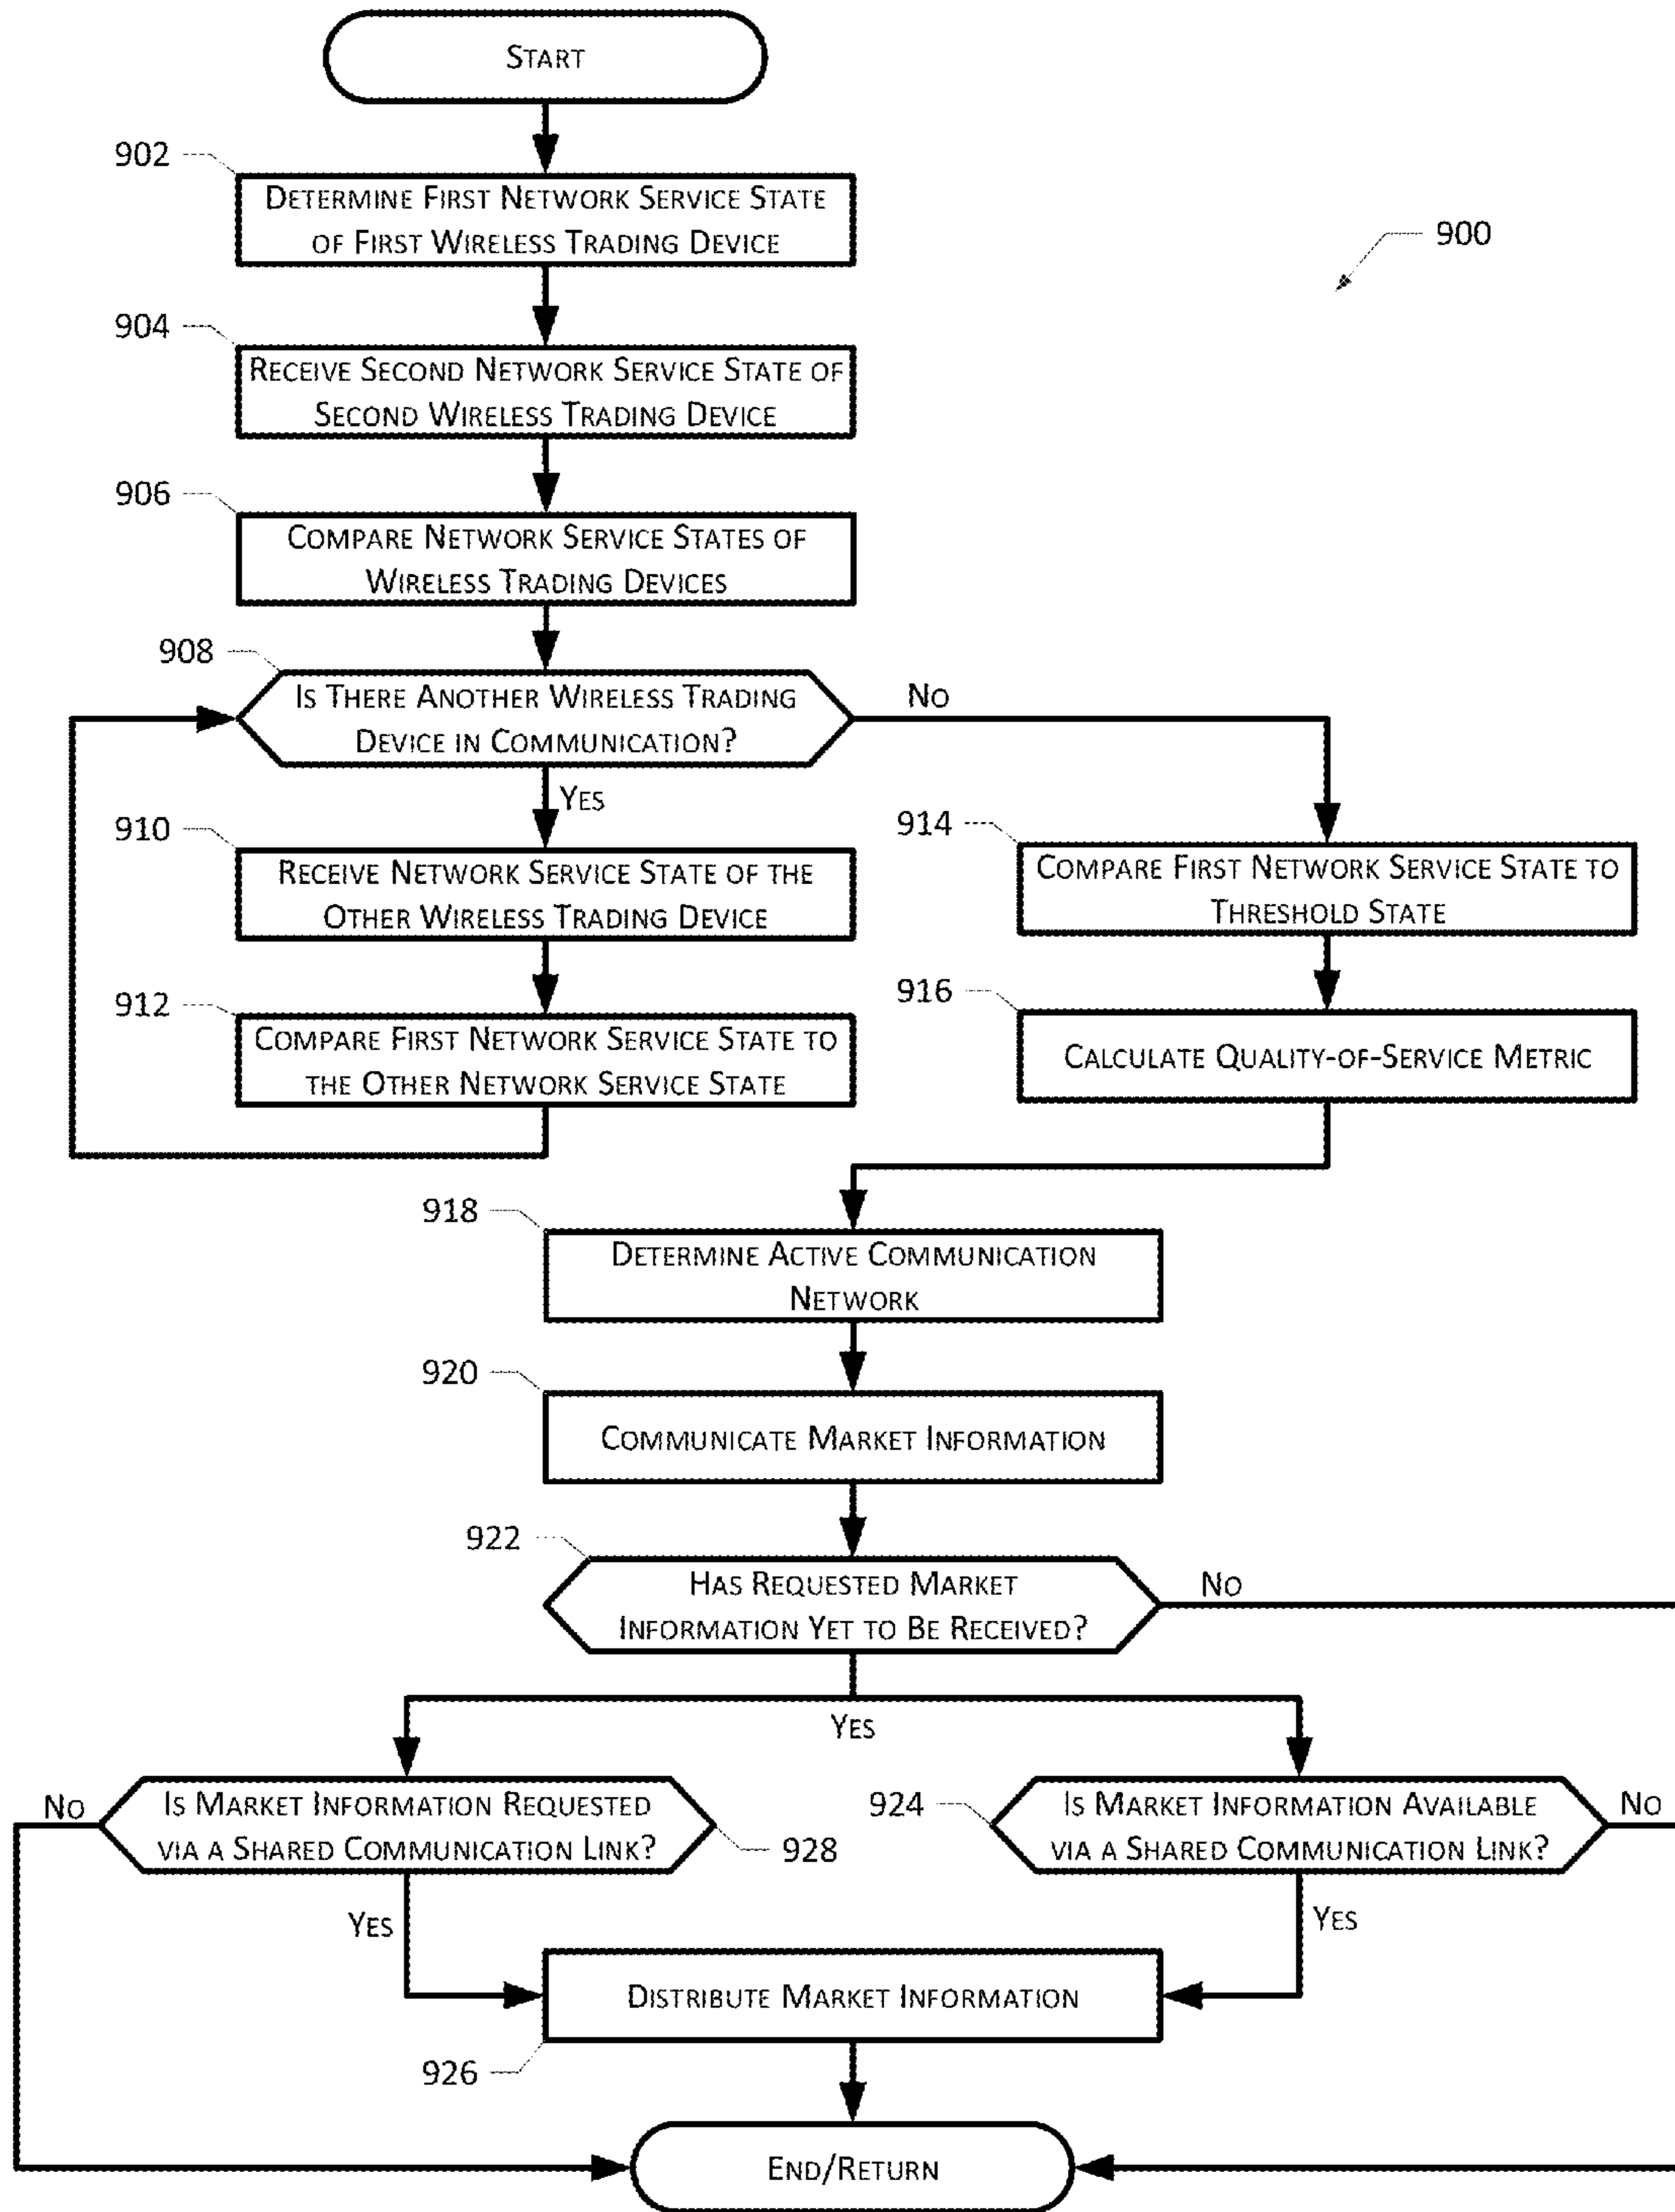 START
902
DETERMINE FIRST NETWORK SERVICE STATE
OF FIRST WIRELESS TRADING DEVICE
900
904
RECEIVE SECOND NETWORK SERVICE STATE OF
SECOND WIRELESS TRADING DEVICE
906
COMPARE NETWORK SERVICE STATES OF
WIRELESS TRADING DEVICES
908
IS THERE ANOTHER WIRELESS TRADING
DEVICE IN COMMUNICATION?
NO
YES
910
RECEIVE NETWORK SERVICE STATE OF THE
OTHER WIRELESS TRADING DEVICE
914
COMPARE FIRST NETWORK SERVICE STATE TO
THRESHOLD STATE
912
COMPARE FIRST NETWORK SERVICE STATE TO
THE OTHER NETWORK SERVICE STATE
916
CALCULATE QUALITY-OF-SERVICE METRIC
918
DETERMINE ACTIVE COMMUNICATION
NETWORK
920
COMMUNICATE MARKET INFORMATION
922
HAS REQUESTED MARKET
INFORMATION YET TO BE RECEIVED?
NO
YES
NO
IS MARKET INFORMATION REQUESTED
VIA A SHARED COMMUNICATION LINK?
928
924
IS MARKET INFORMATION AVAILABLE
VIA A SHARED COMMUNICATION LINK?
NO
YES
YES
DISTRIBUTE MARKET INFORMATION
926
END/RETURN